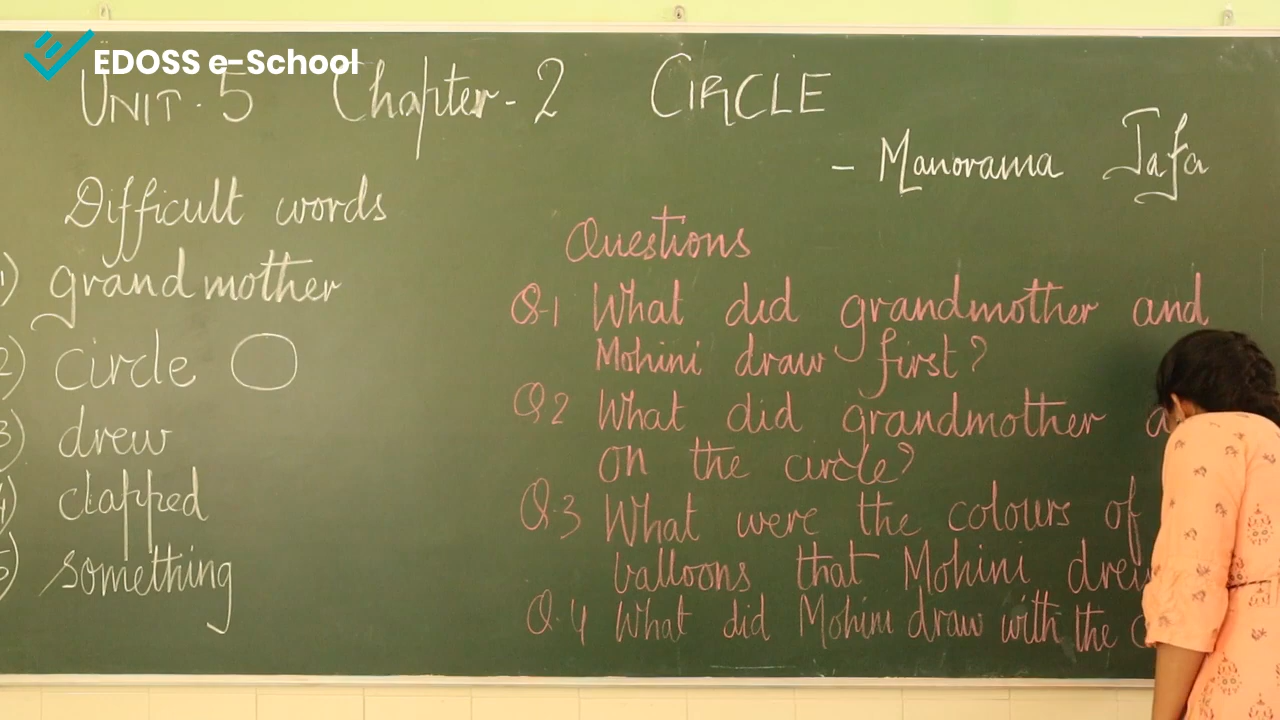 EDOSS e-School
UNIT. 5 Chapter-2 CIRCLE
- Manorama Jafa
Difficult words
1) grandmother
2) circle
3) drew
4) clapped
5) something
Questions
Q.1 What did grandmother and
Mohini draw first?
Q.2 What did grandmother
on the circle?
Q.3 What were the colours of
balloons that Mohini drew
Q.4 What did Mohini draw with the